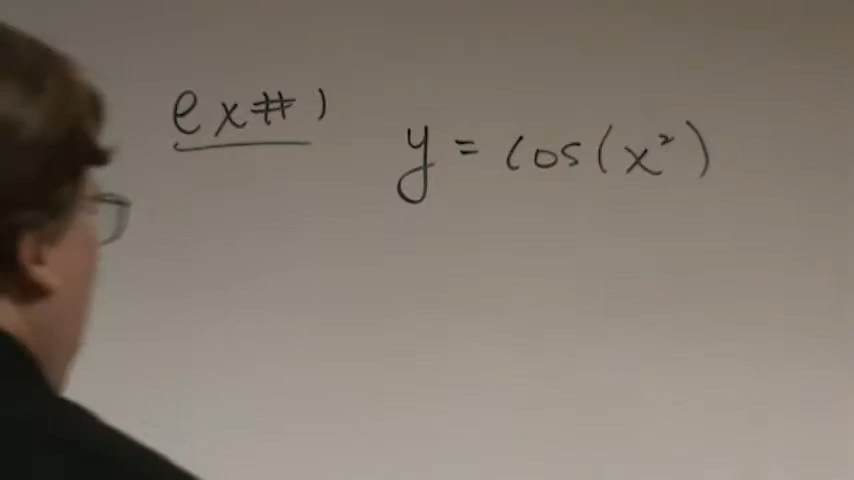 ex#1
y = cos(x²)